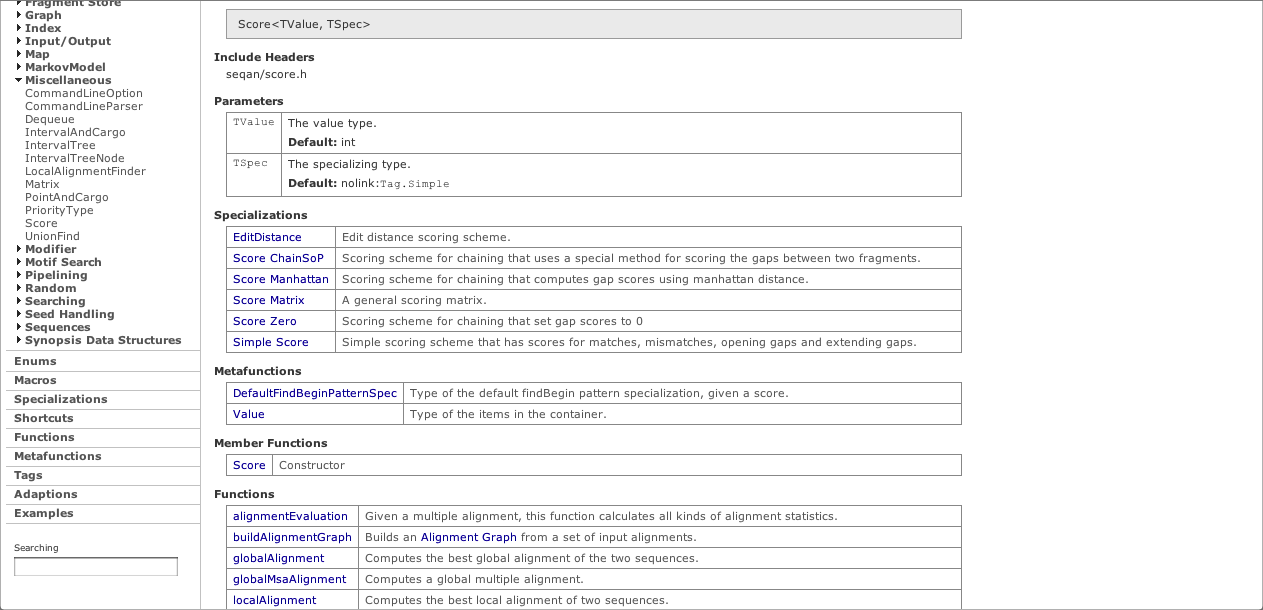 Fragment Store
Graph
Index
Input/Output
Map
MarkovModel
Miscellaneous
CommandLineOption
CommandLineParser
Dequeue
IntervalAndCargo
IntervalTree
IntervalTreeNode
LocalAlignmentFinder
Matrix
PointAndCargo
PriorityType
Score
UnionFind
Modifier
Motif Search
Pipelining
Random
Searching
Seed Handling
Sequences
Synopsis Data Structures
Enums
Macros
Specializations
Shortcuts
Functions
Metafunctions
Tags
Adaptions
Examples
Searching
Score<TValue, TSpec>
Include Headers
seqan/score.h
Parameters
TValue The value type.
Default: int
TSpec The specializing type.
Default: nolink:Tag.Simple
Specializations
EditDistance Edit distance scoring scheme.
Score ChainSoP Scoring scheme for chaining that uses a special method for scoring the gaps between two fragments.
Score Manhattan Scoring scheme for chaining that computes gap scores using manhattan distance.
Score Matrix A general scoring matrix.
Score Zero Scoring scheme for chaining that set gap scores to 0
Simple Score Simple scoring scheme that has scores for matches, mismatches, opening gaps and extending gaps.
Metafunctions
DefaultFindBeginPatternSpec Type of the default findBegin pattern specialization, given a score.
Value Type of the items in the container.
Member Functions
Score Constructor
Functions
alignmentEvaluation Given a multiple alignment, this function calculates all kinds of alignment statistics.
buildAlignmentGraph Builds an Alignment Graph from a set of input alignments.
globalAlignment Computes the best global alignment of the two sequences.
globalMsaAlignment Computes a global multiple alignment.
localAlignment Computes the best local alignment of two sequences.